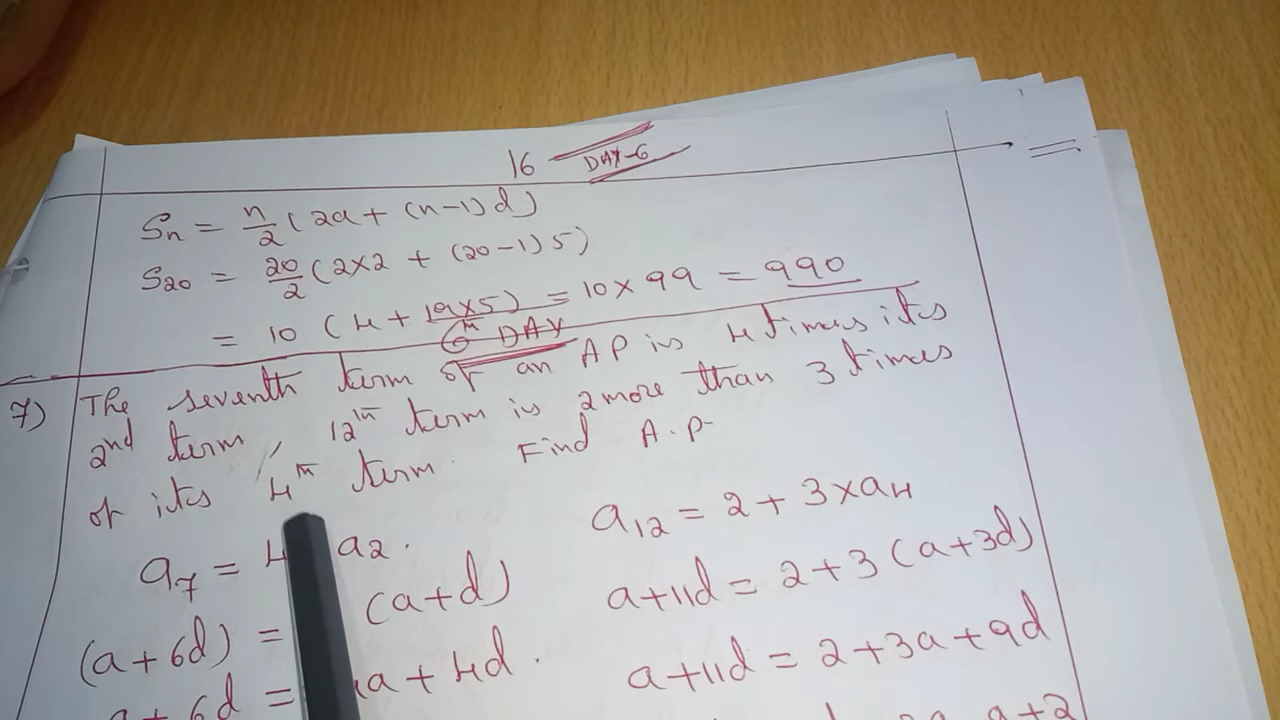 16 DAY-6
Sn = n/2 (2a + (n-1)d)
S20 = 20/2 (2×2 + (20-1)5)
= 10 (4 + 19×5) = 10×99 = 990
6th DAY
7) The seventh term of an AP is 4 times its
2nd term, 12th term is 2 more than 3 times
of its 4th term. Find A.P.
a7 = 4 a2.
a12 = 2 + 3×a4
(a+6d) = (a+d)
a+11d = 2+3(a+3d)
a+6d = a+4d.
a+11d = 2+3a+9d